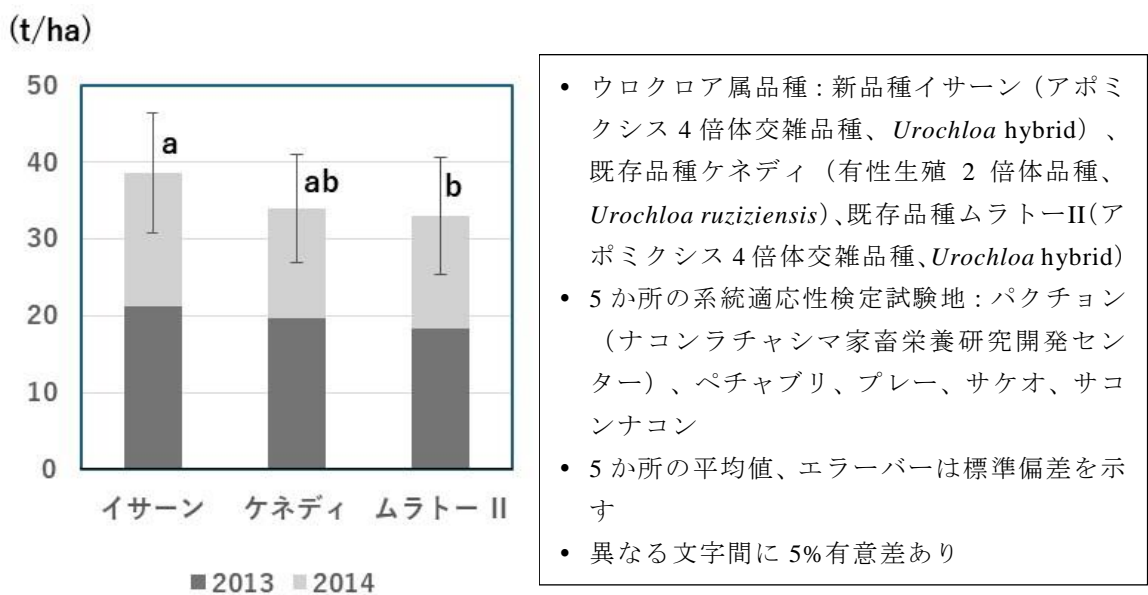 (t/ha)
50
40
30
20
10
0
a
ab
b
イサーン ケネディ ムラトー II
■2013 ■2014
• ウロクロア属品種：新品種イサーン（アポミ
クシス 4 倍体交雑品種、Urochloa hybrid）、
既存品種ケネディ（有性生殖 2 倍体品種、
Urochloa ruziziensis）、既存品種ムラトーII（ア
ポミクシス 4 倍体交雑品種、Urochloa hybrid）
• 5 か所の系統適応性検定試験地：パクチョン
（ナコンラチャシマ家畜栄養研究開発セン
ター）、ペチャブリ、プレー、サケオ、サコ
ンナコン
• 5 か所の平均値、エラーバーは標準偏差を示
す
• 異なる文字間に 5%有意差あり